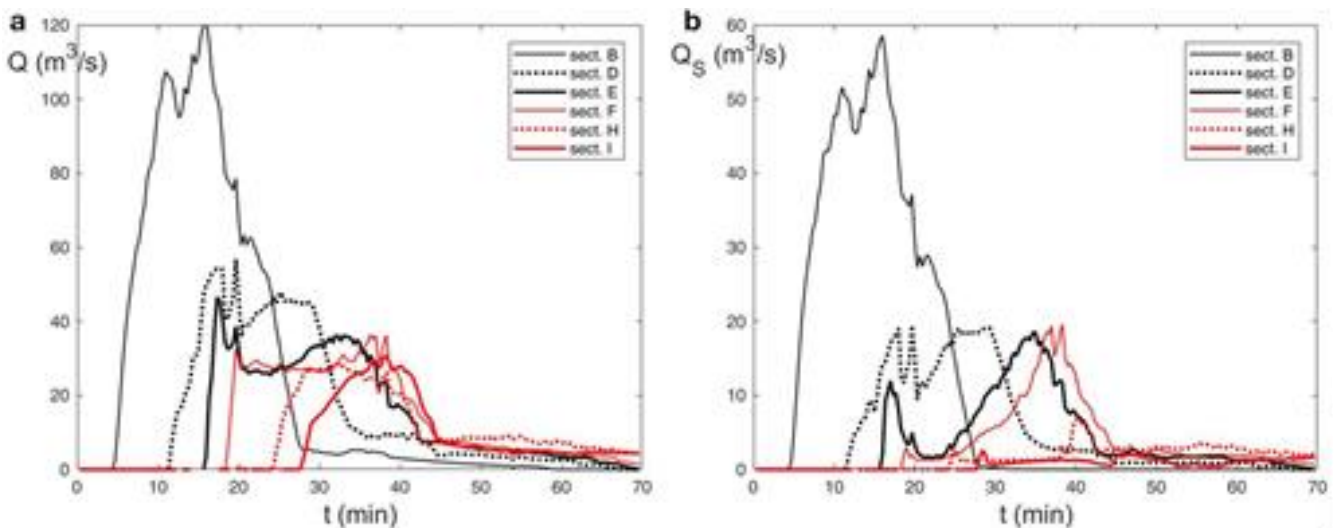 a
Q (m³/s)
120
100
80
60
40
20
0
0 10 20 30 40 50 60 70
t (min)
sect. B
sect. D
sect. E
sect. F
sect. H
sect. I
b
Qs (m³/s)
60
50
40
30
20
10
0
0 10 20 30 40 50 60 70
t (min)
sect. B
sect. D
sect. E
sect. F
sect. H
sect. I